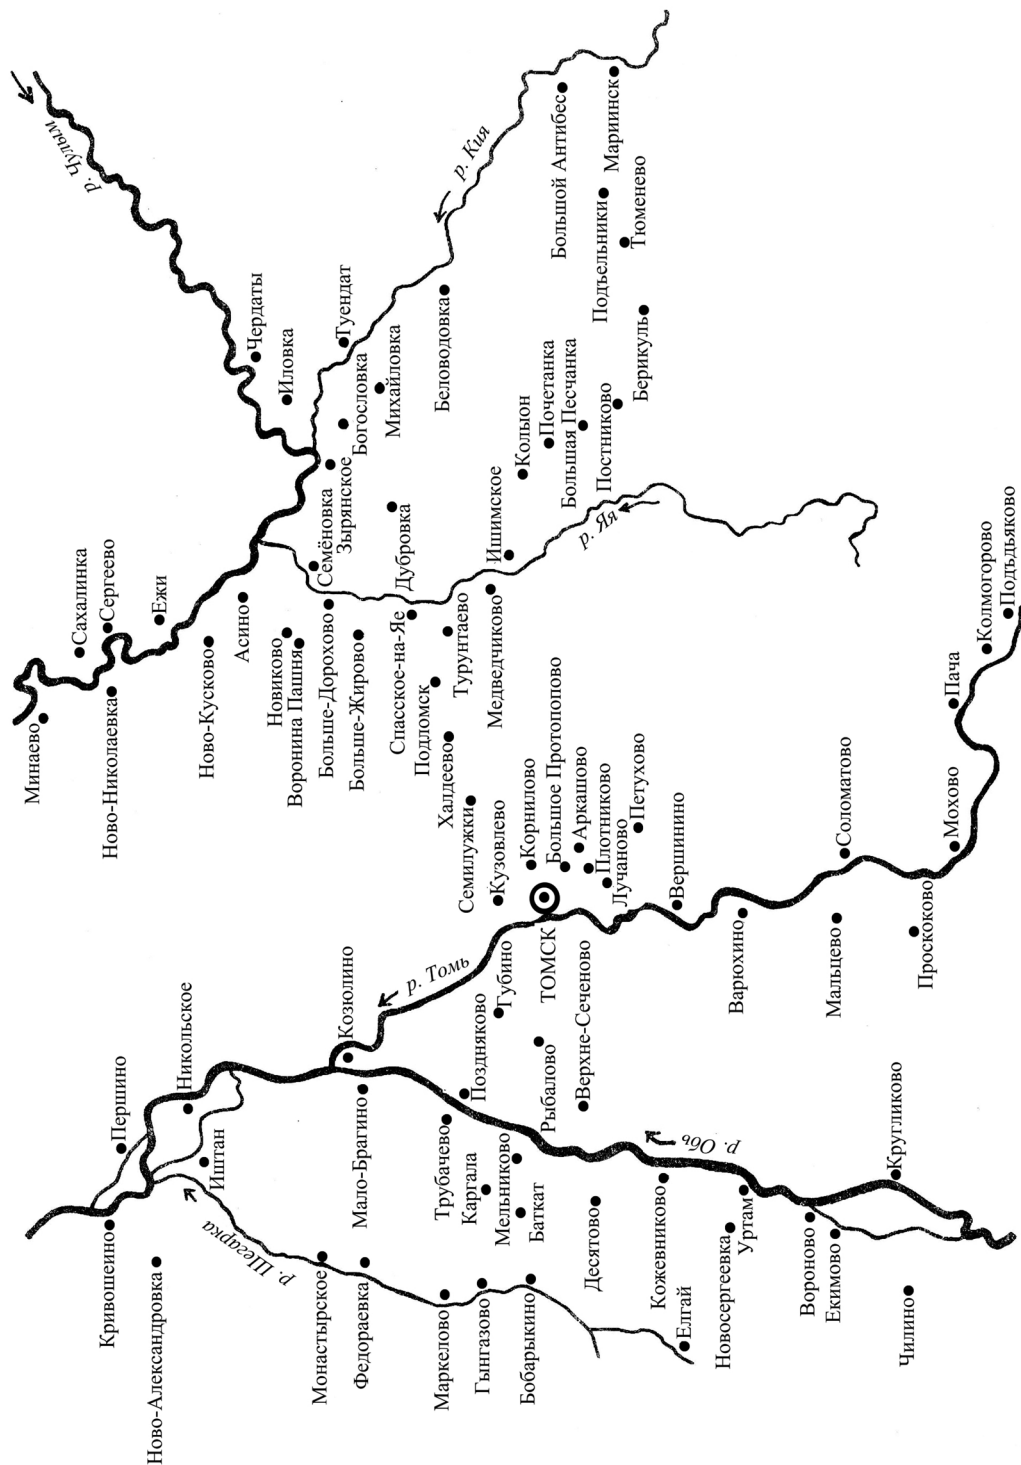 р. Чулым
р. Кия
Мариинск
Большой Антибес
Подъельники
Тюменево
Берикуль
Чердаты
Иловка
Туендат
Богословка
Михайловка
Беловодовка
Колыон
Почетанка
Большая Песчанка
Постниково
Зырянское
Семёновка
Дубровка
Ишимское
р. Яя
Сахалинка
Сергеево
Ежи
Асино
Минаево
Ново-Николаевка
Ново-Кусково
Новиково
Воронина Пашня
Больше-Дорохово
Больше-Жирово
Спасское-на-Яе
Подломск
Турунтаево
Медведчиково
Халдеево
Семилужки
Кузовлево
Корнилово
Большое Протопопово
Аркашово
Плотниково
Лучаново
Петухово
Вершинино
Соломатово
Мохово
Пача
Колмогорово
Подъдьяково
ТОМСК
р. Томь
Губино
Козюлино
Варюхино
Мальцево
Проскоково
Никольское
Першино
Иштан
Поздняково
Рыбалово
Верхне-Сеченово
Мало-Брагино
Трубачево
Каргала
Мельниково
Баткат
Десятово
р. Обь
Кругликово
Кожевниково
Уртам
Новосергеевка
Вороново
Екимово
Чилино
Кривошеино
Ново-Александровка
р. Шегарка
Монастырское
Федораевка
Маркелово
Гынгазово
Бобарыкино
Елгай